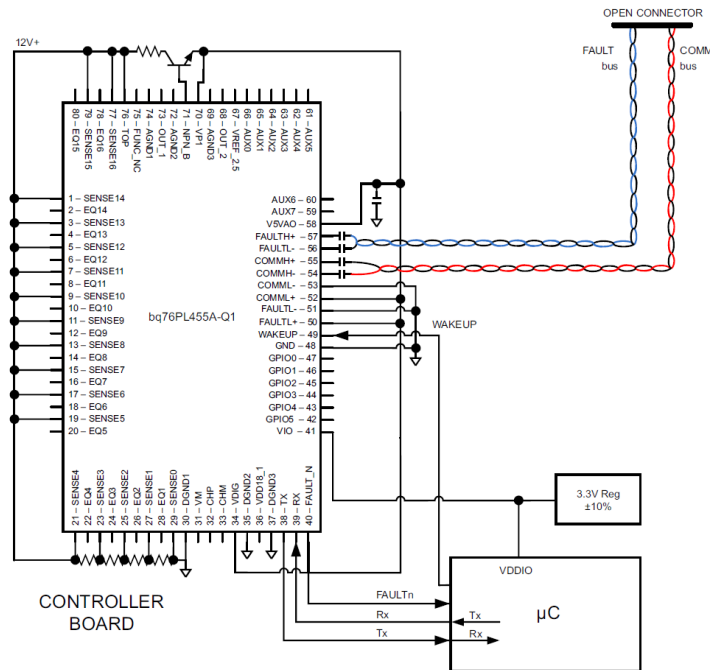 OPEN CONNECTOR
12V+
FAULT
bus
COMM
bus
80 – EQ15
79 – SENSE15
78 – EQ16
77 – SENSE16
76 – TOP
75 – FUNC_NC
74 – AGND1
73 – OUT_1
72 – AGND2
71 – NPN_B
70 – VP1
69 – AGND3
68 – OUT_2
67 – VREF_2.5
66 – AUX0
65 – AUX1
64 – AUX2
63 – AUX3
62 – AUX4
61 – AUX5
1 – SENSE14
2 – EQ14
3 – SENSE13
4 – EQ13
5 – SENSE12
6 – EQ12
7 – SENSE11
8 – EQ11
9 – SENSE10
10 – EQ10
11 – SENSE9
12 – EQ9
13 – SENSE8
14 – EQ8
15 – SENSE7
16 – EQ7
17 – SENSE6
18 – EQ6
19 – SENSE5
20 – EQ5
bq76PL455A-Q1
AUX6 – 60
AUX7 – 59
V5VAO – 58
FAULTH+ – 57
FAULTL- – 56
COMMH+ – 55
COMMH- – 54
COMML- – 53
COMML+ – 52
FAULTL- – 51
FAULTL+ – 50
WAKEUP – 49
GND – 48
GPIO0 – 47
GPIO1 – 46
GPIO2 – 45
GPIO3 – 44
GPIO4 – 43
GPIO5 – 42
VIO – 41
WAKEUP
21 – SENSE4
22 – EQ4
23 – SENSE3
24 – EQ3
25 – SENSE2
26 – EQ2
27 – SENSE1
28 – EQ1
29 – SENSE0
30 – DGND1
31 – VM
32 – CHP
33 – CHM
34 – VDIG
35 – DGND2
36 – VDD18_1
37 – DGND3
38 – TX
39 – RX
40 – FAULT_N
3.3V Reg
±10%
VDDIO
CONTROLLER
BOARD
FAULTn
Rx
Tx
Tx
Rx
µC